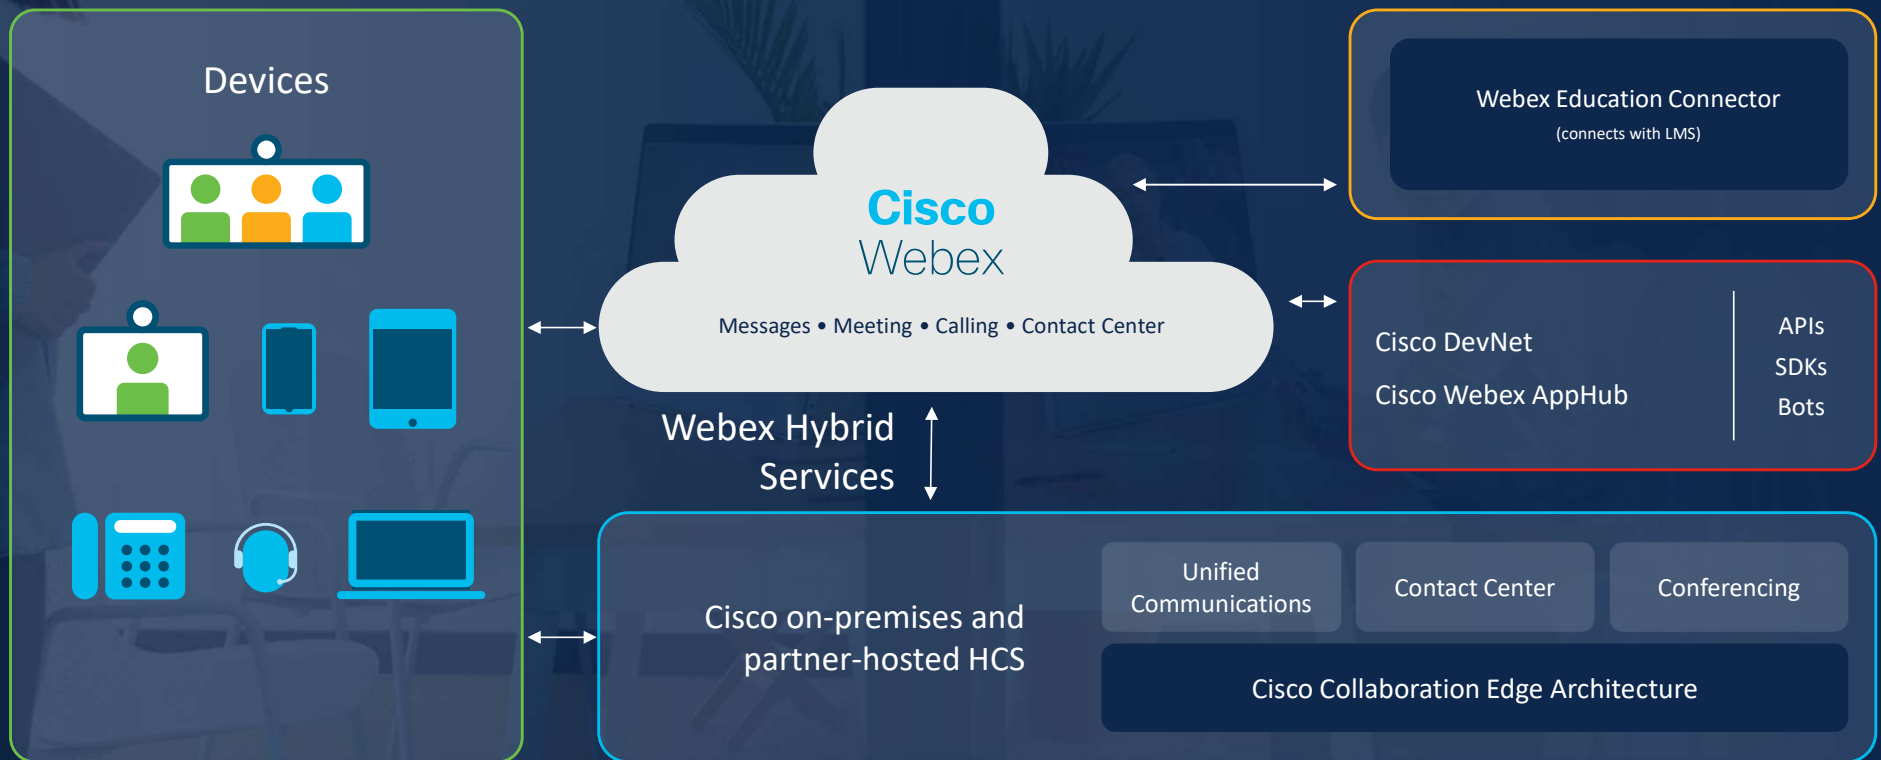 Devices
Cisco
Webex
Messages • Meeting • Calling • Contact Center
Webex Education Connector
(connects with LMS)
Cisco DevNet
Cisco Webex AppHub
APIs
SDKs
Bots
Webex Hybrid
Services
Cisco on-premises and
partner-hosted HCS
Unified
Communications
Contact Center
Conferencing
Cisco Collaboration Edge Architecture